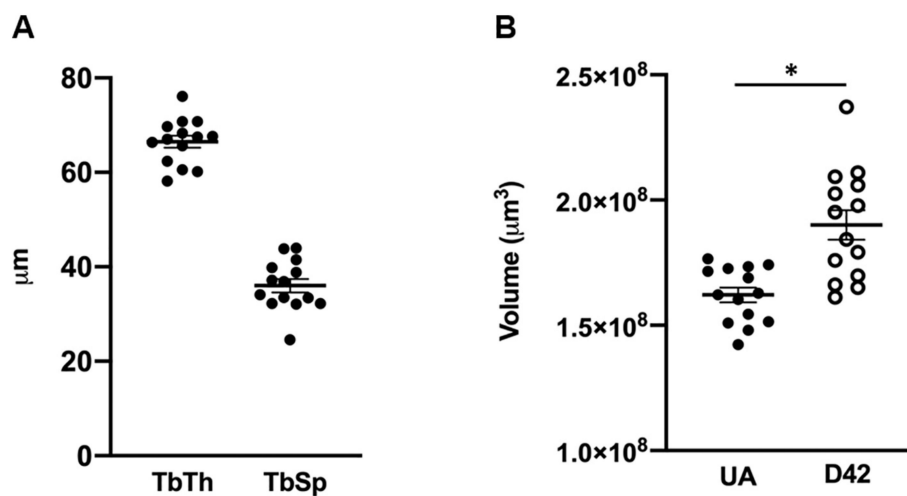 A
80
60
40
20
0
μm
TbTh TbSp
B
*
2.5×10⁸
2.0×10⁸
1.5×10⁸
1.0×10⁸
Volume (μm³)
UA D42